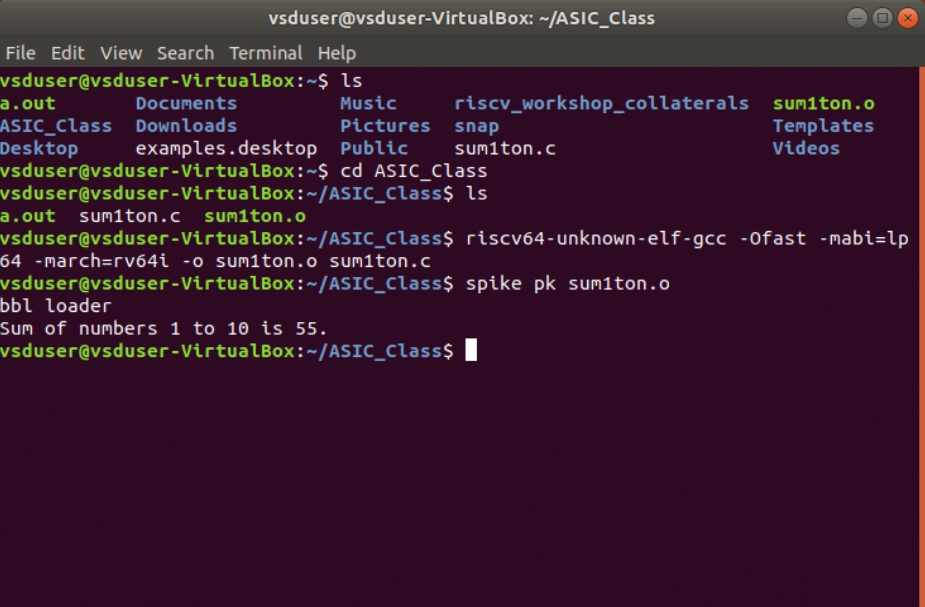 vsduser@vsduser-VirtualBox: ~/ASIC_Class
File Edit View Search Terminal Help
vsduser@vsduser-VirtualBox:~$ ls
a.out Documents Music riscv_workshop_collaterals sum1ton.o
ASIC_Class Downloads Pictures snap Templates
Desktop examples.desktop Public sum1ton.c Videos
vsduser@vsduser-VirtualBox:~$ cd ASIC_Class
vsduser@vsduser-VirtualBox:~/ASIC_Class$ ls
a.out sum1ton.c sum1ton.o
vsduser@vsduser-VirtualBox:~/ASIC_Class$ riscv64-unknown-elf-gcc -Ofast -mabi=lp
64 -march=rv64i -o sum1ton.o sum1ton.c
vsduser@vsduser-VirtualBox:~/ASIC_Class$ spike pk sum1ton.o
bbl loader
Sum of numbers 1 to 10 is 55.
vsduser@vsduser-VirtualBox:~/ASIC_Class$